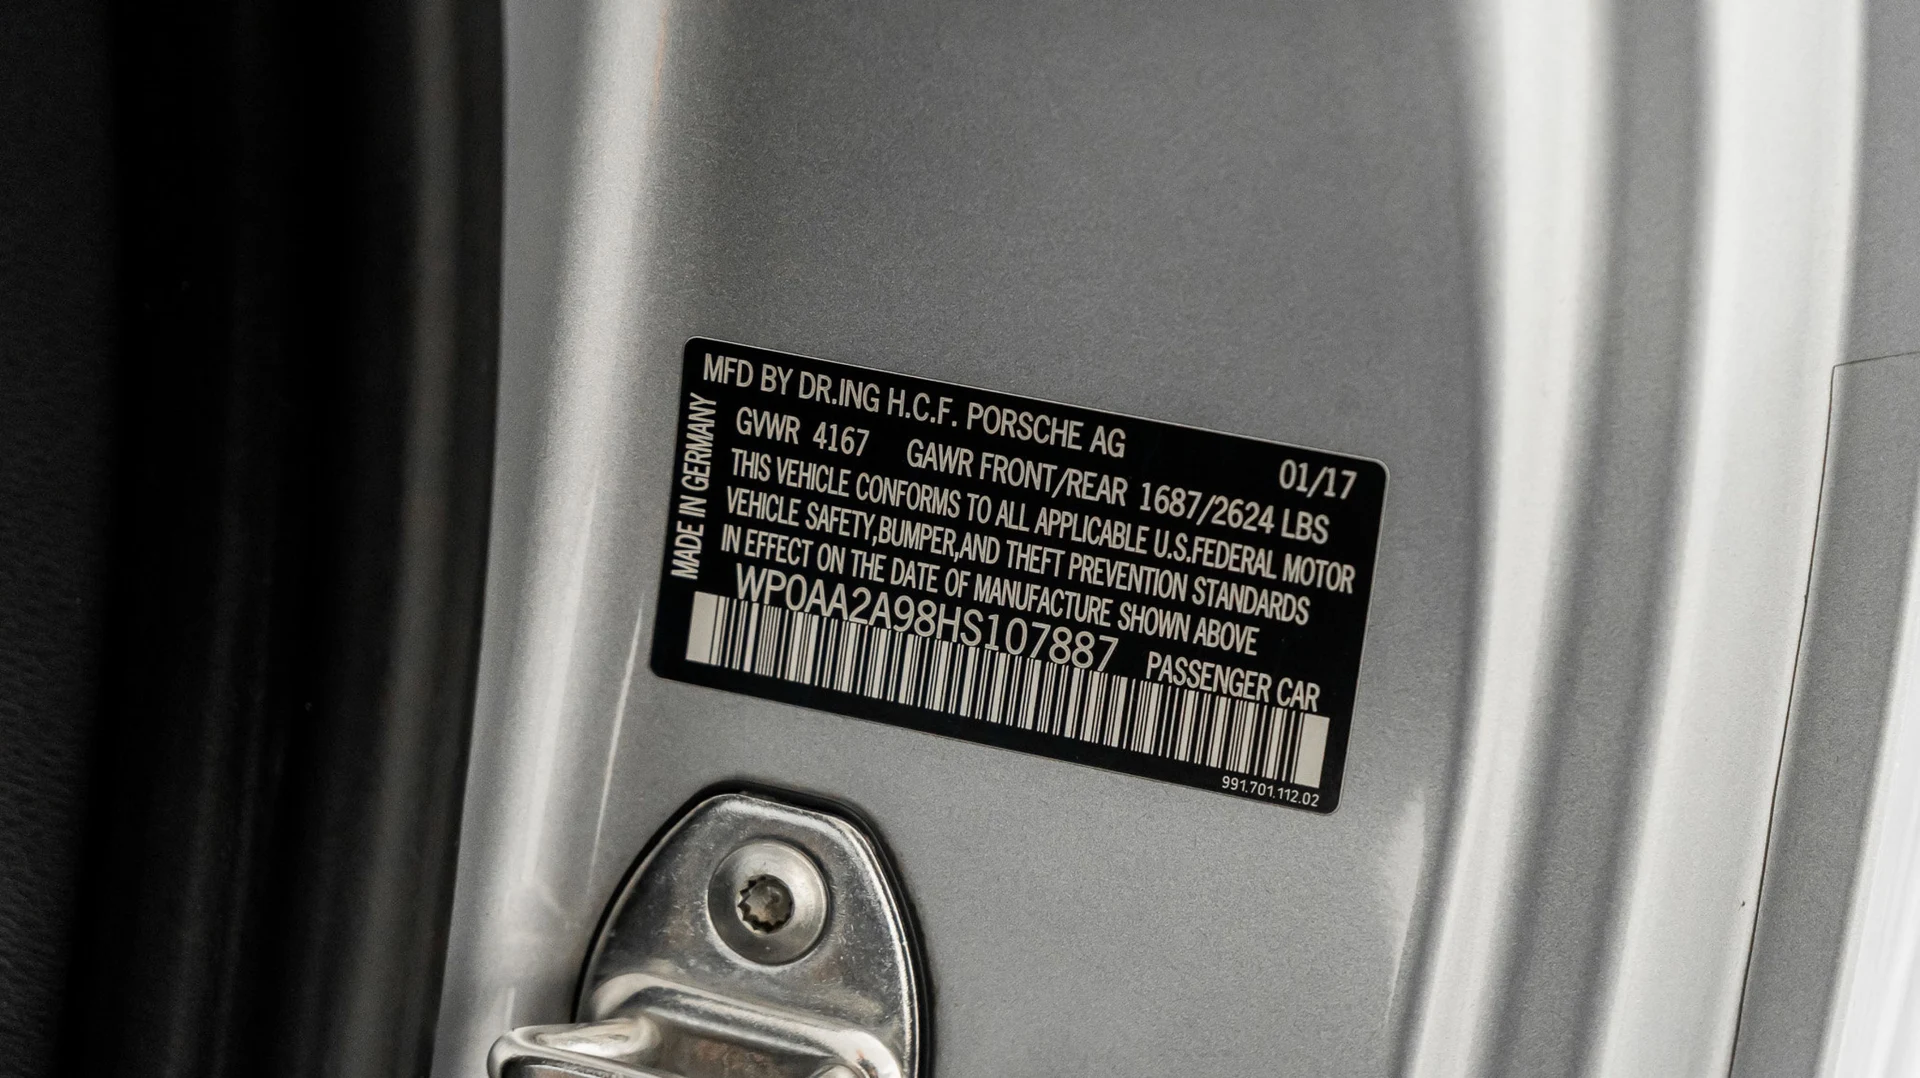 MFD BY DR.ING H.C.F. PORSCHE AG 01/17
GVWR 4167 GAWR FRONT/REAR 1687/2624 LBS
THIS VEHICLE CONFORMS TO ALL APPLICABLE U.S.FEDERAL MOTOR
VEHICLE SAFETY,BUMPER,AND THEFT PREVENTION STANDARDS
IN EFFECT ON THE DATE OF MANUFACTURE SHOWN ABOVE
WP0AA2A98HS107887 PASSENGER CAR
991.701.112.02
MADE IN GERMANY